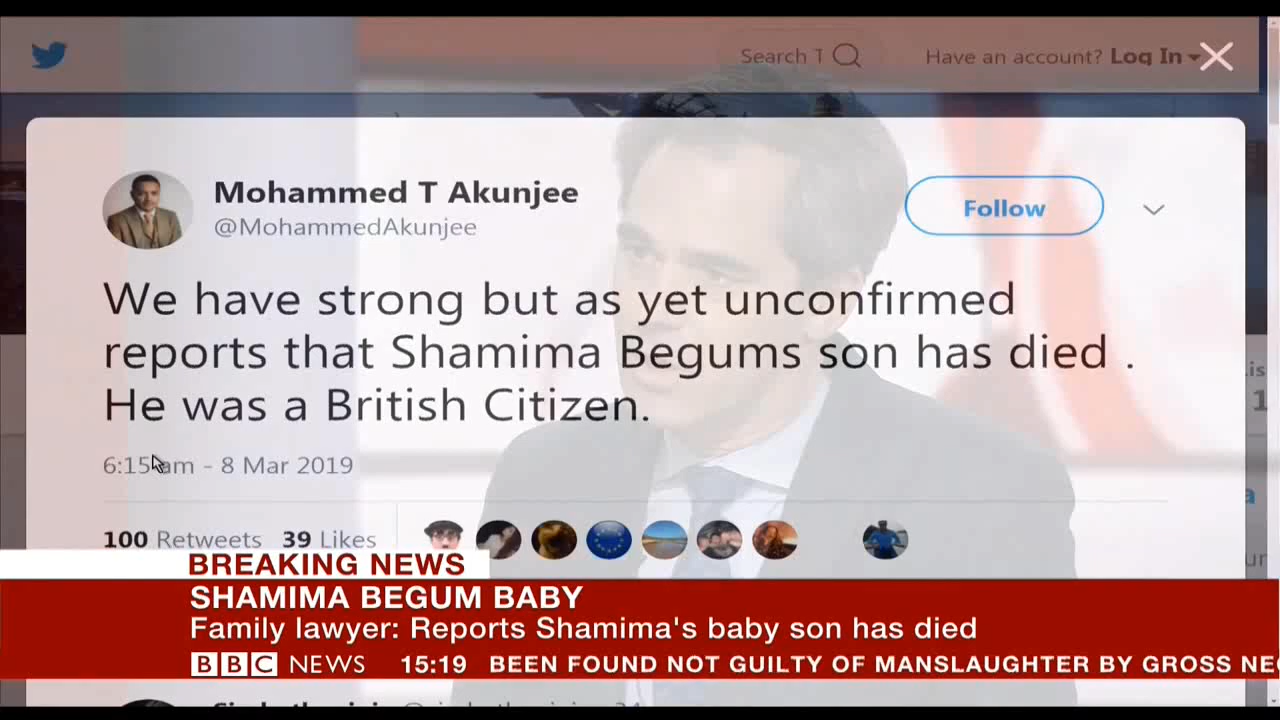 Search T
Have an account? Log In
Mohammed T Akunjee
@MohammedAkunjee
Follow
We have strong but as yet unconfirmed
reports that Shamima Begums son has died .
He was a British Citizen.
6:15 am - 8 Mar 2019
100 Retweets 39 Likes
BREAKING NEWS
SHAMIMA BEGUM BABY
Family lawyer: Reports Shamima's baby son has died
BBC NEWS 15:19 BEEN FOUND NOT GUILTY OF MANSLAUGHTER BY GROSS NE